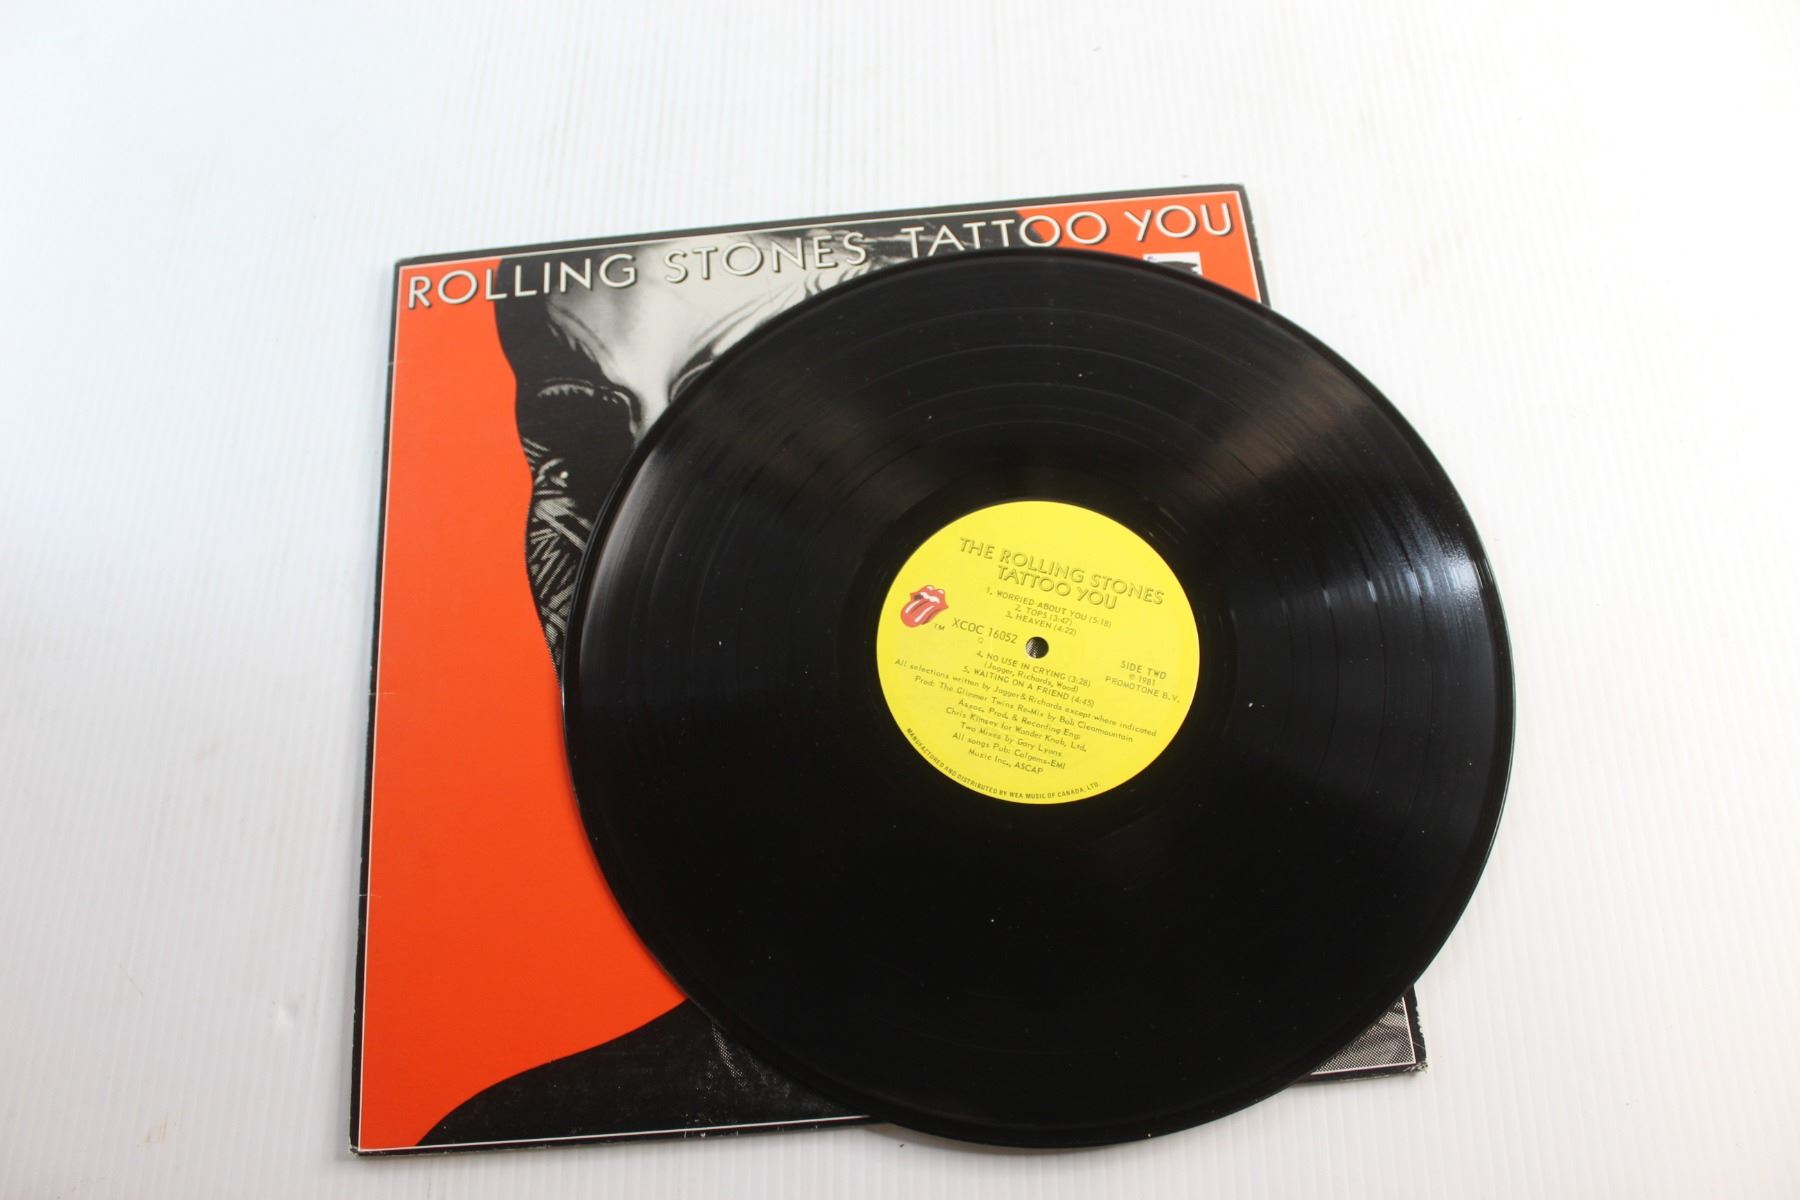 ROLLING STONES TATTOO YOU
THE ROLLING STONES
TATTOO YOU
1. WORRIED ABOUT YOU (5:18)
2. TOPS (3:47)
3. HEAVEN (4:22)
TM
XCOC 16052
4. NO USE IN CRYING (3:28)
(Jagger, Richards, Wood)
5. WAITING ON A FRIEND (4:45)
SIDE TWO
℗ 1981
PROMOTONE B.V.
All selections written by Jagger & Richards except where indicated
Prod: The Glimmer Twins Re-Mix by Bob Clearmountain
Assoc. Prod. & Recording Eng:
Chris Kimsey for Wonder Knob, Ltd.
Two Mixes by Gary Lyons
All songs Pub: Colgems-EMI
Music Inc., ASCAP
MANUFACTURED AND DISTRIBUTED BY WEA MUSIC OF CANADA, LTD.